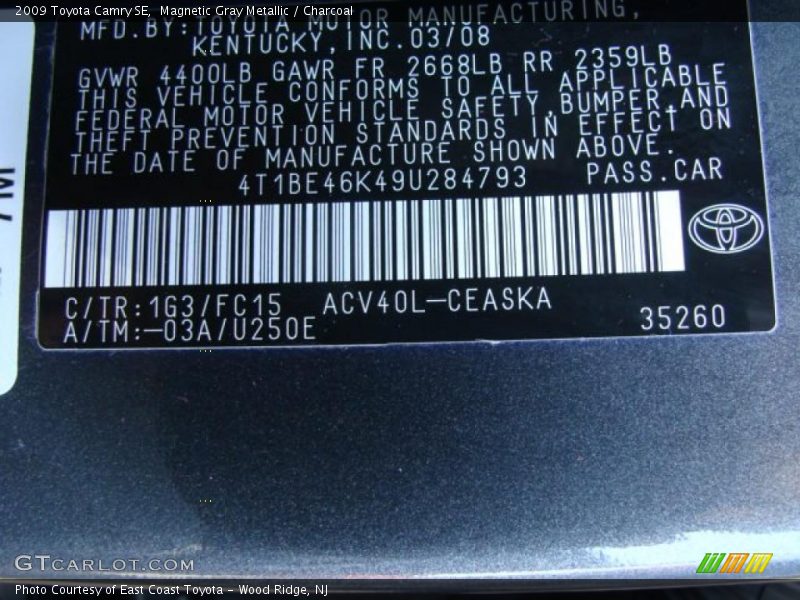 2009 Toyota Camry SE,  Magnetic Gray Metallic / Charcoal
MFD.BY:TOYOTA MOTOR MANUFACTURING,
KENTUCKY,INC.03/08
GVWR 4400LB GAWR FR 2668LB RR 2359LB
THIS VEHICLE CONFORMS TO ALL APPLICABLE
FEDERAL MOTOR VEHICLE SAFETY,BUMPER,AND
THEFT PREVENTION STANDARDS IN EFFECT ON
THE DATE OF MANUFACTURE SHOWN ABOVE.
4T1BE46K49U284793 PASS.CAR
C/TR:1G3/FC15 ACV40L-CEASKA
A/TM:-03A/U250E 35260
GTCARLOT.COM
Photo Courtesy of East Coast Toyota - Wood Ridge, NJ